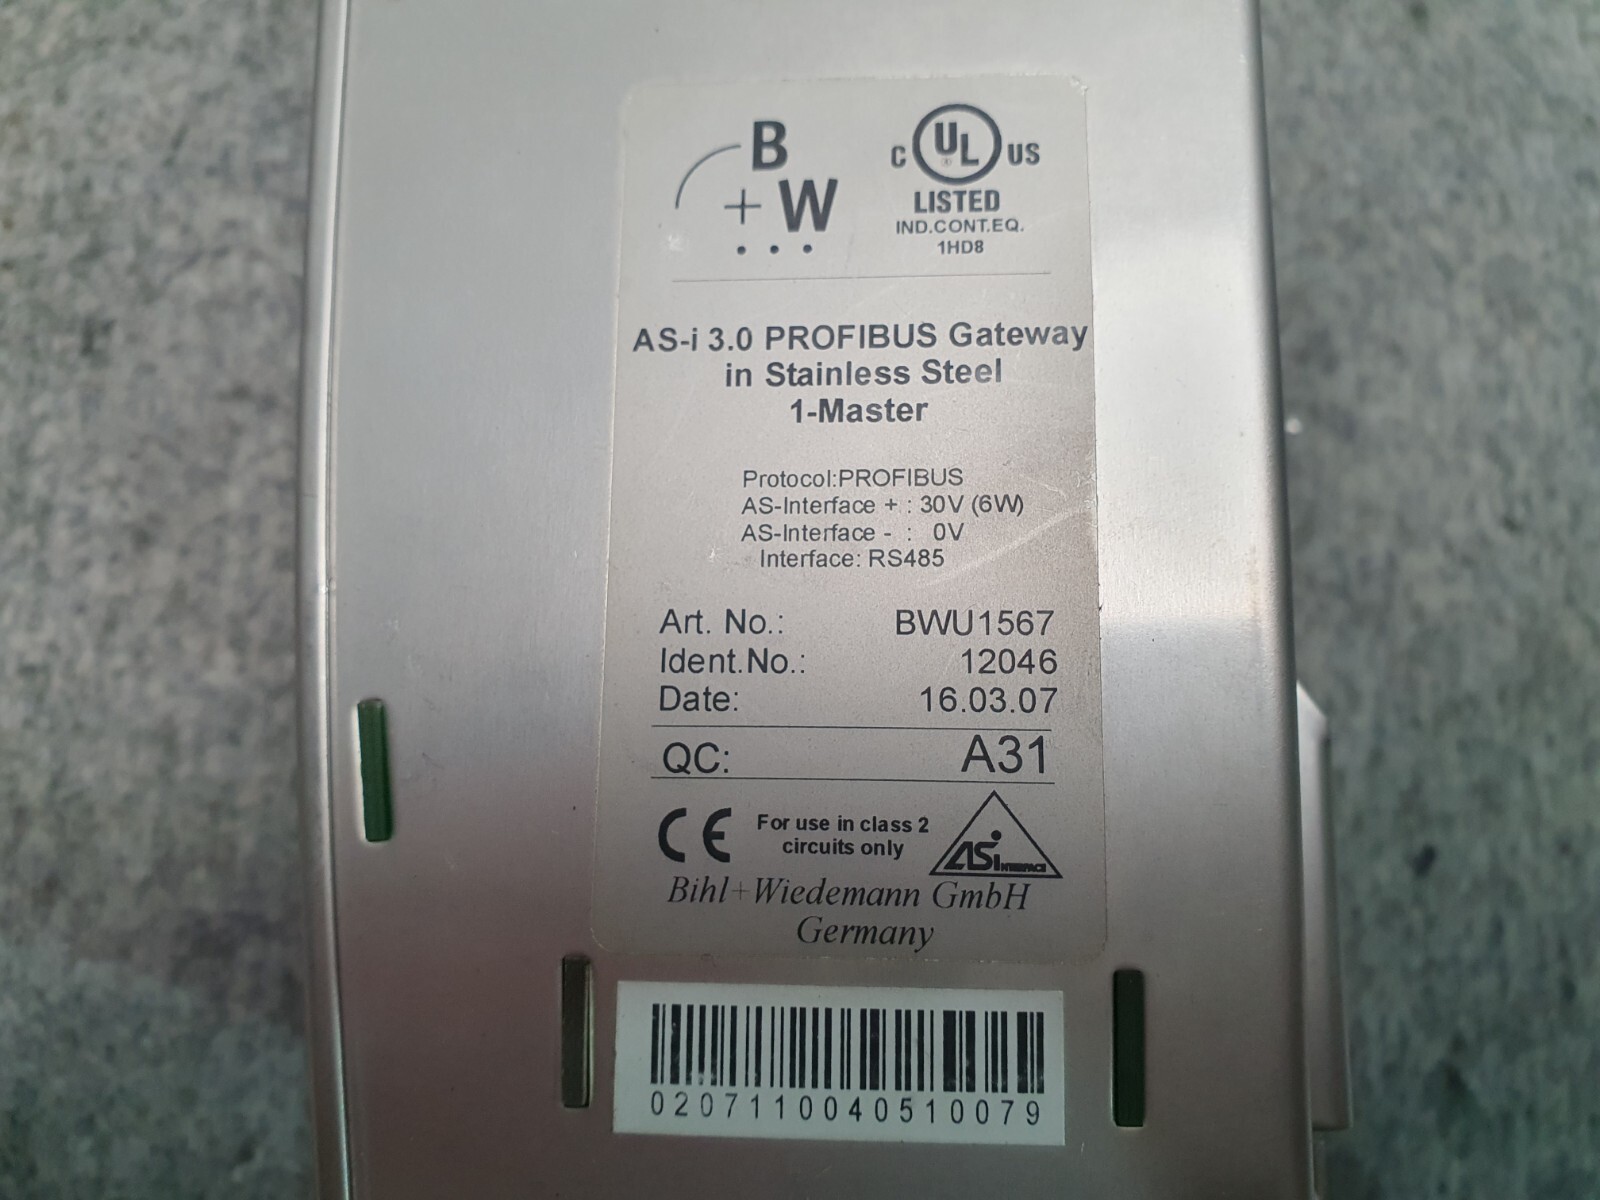 B
+ W
C UL US
®
LISTED
IND.CONT.EQ.
1HD8
AS-i 3.0 PROFIBUS Gateway
in Stainless Steel
1-Master
Protocol:PROFIBUS
AS-Interface + : 30V (6W)
AS-Interface - : 0V
Interface: RS485
Art. No.: BWU1567
Ident.No.: 12046
Date: 16.03.07
QC: A31
CE
For use in class 2
circuits only
ASi INTERFACE
Bihl+Wiedemann GmbH
Germany
0207110040510079